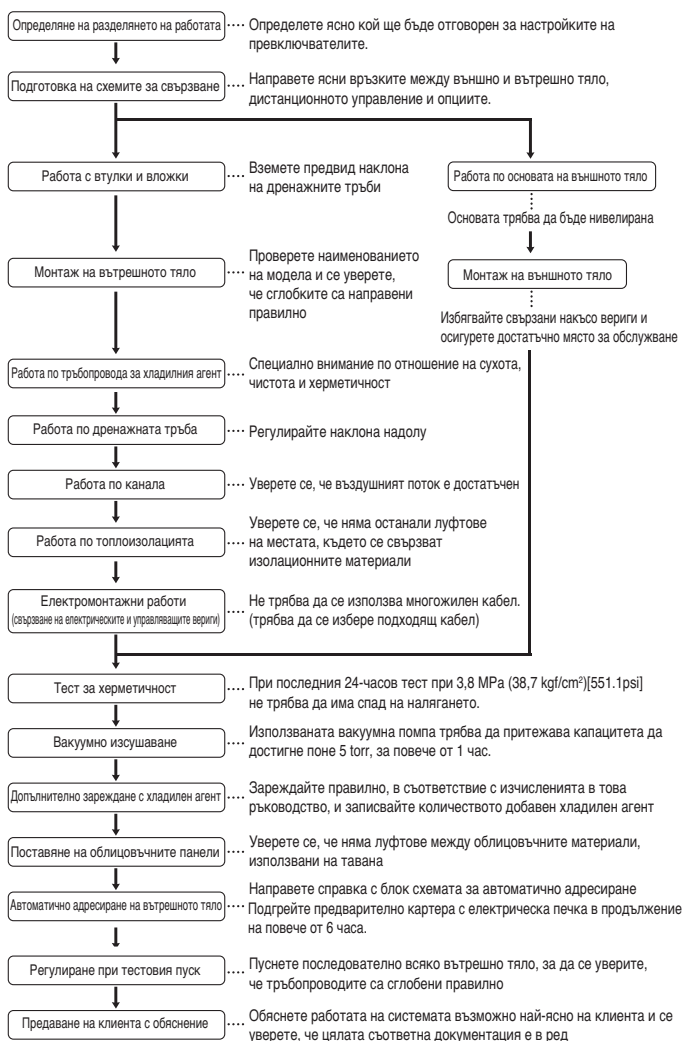 Определяне на разделянето на работата
Определете ясно кой ще бъде отговорен за настройките на
превключвателите.
Подготовка на схемите за свързване
Направете ясни връзките между външно и вътрешно тяло,
дистанционното управление и опциите.
Работа с втулки и вложки
Вземете предвид наклона
на дренажните тръби
Работа по основата на външното тяло
Основата трябва да бъде нивелирана
Монтаж на вътрешното тяло
Проверете наименованието
на модела и се уверете,
че сглобките са направени
правилно
Монтаж на външното тяло
Избягвайте свързани накъсо вериги и
осигурете достатъчно място за обслужване
Работа по тръбопровода за хладилния агент
Специално внимание по отношение на сухота,
чистота и херметичност
Работа по дренажната тръба
Регулирайте наклона надолу
Работа по канала
Уверете се, че въздушният поток е достатъчен
Работа по топлоизолацията
Уверете се, че няма останали луфтове
на местата, където се свързват
изолационните материали
Електромонтажни работи
(свързване на електрическите и управляващите вериги)
Не трябва да се използва многожилен кабел.
(трябва да се избере подходящ кабел)
Тест за херметичност
При последния 24-часов тест при 3,8 MPa (38,7 kgf/cm²)[551.1psi]
не трябва да има спад на налягането.
Вакуумно изсушаване
Използваната вакуумна помпа трябва да притежава капацитета да
достигне поне 5 torr, за повече от 1 час.
Допълнително зареждане с хладилен агент
Зареждайте правилно, в съответствие с изчисленията в това
ръководство, и записвайте количеството добавен хладилен агент
Поставяне на облицовъчните панели
Уверете се, че няма луфтове между облицовъчните материали,
използвани на тавана
Автоматично адресиране на вътрешното тяло
Направете справка с блок схемата за автоматично адресиране
Подгрейте предварително картера с електрическа печка в продължение
на повече от 6 часа.
Регулиране при тестовия пуск
Пуснете последователно всяко вътрешно тяло, за да се уверите,
че тръбопроводите са сглобени правилно
Предаване на клиента с обяснение
Обяснете работата на системата възможно най-ясно на клиента и се
уверете, че цялата съответна документация е в ред